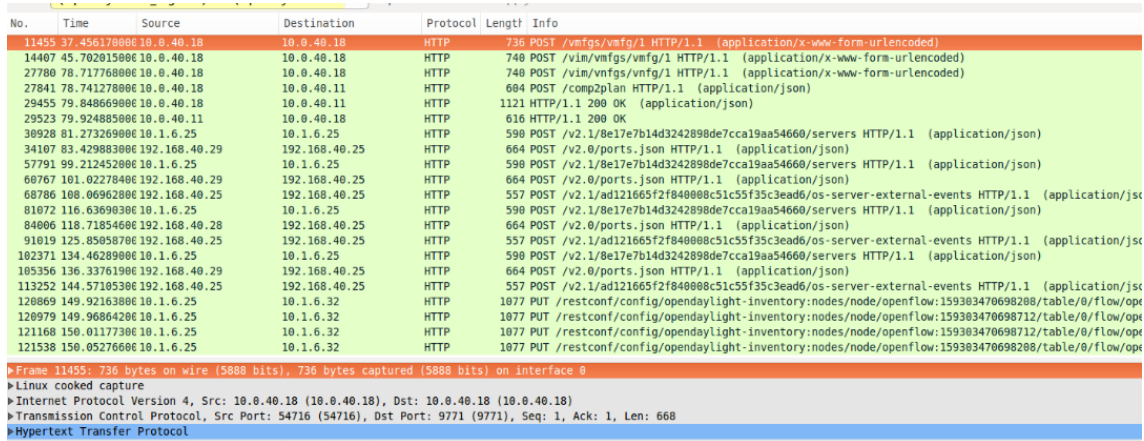 No. Time Source Destination Protocol Length Info
11455 37.456170000 10.0.40.18 10.0.40.18 HTTP 736 POST /vmfgs/vmfg/1 HTTP/1.1 (application/x-www-form-urlencoded)
14407 45.702015000 10.0.40.18 10.0.40.18 HTTP 740 POST /vim/vmfgs/vmfg/1 HTTP/1.1 (application/x-www-form-urlencoded)
27780 78.717768000 10.0.40.18 10.0.40.18 HTTP 740 POST /vim/vnfgs/vnfg/1 HTTP/1.1 (application/x-www-form-urlencoded)
27841 78.741278000 10.0.40.18 10.0.40.11 HTTP 604 POST /comp2plan HTTP/1.1 (application/json)
29455 79.848669000 10.0.40.18 10.0.40.11 HTTP 1121 HTTP/1.1 200 OK (application/json)
29523 79.924885000 10.0.40.11 10.0.40.18 HTTP 616 HTTP/1.1 200 OK
30928 81.273269000 10.1.6.25 10.1.6.25 HTTP 590 POST /v2.1/8e17e7b14d3242898de7cca19aa54660/servers HTTP/1.1 (application/json)
34107 83.429883000 192.168.40.29 192.168.40.25 HTTP 664 POST /v2.0/ports.json HTTP/1.1 (application/json)
57791 99.212452000 10.1.6.25 10.1.6.25 HTTP 590 POST /v2.1/8e17e7b14d3242898de7cca19aa54660/servers HTTP/1.1 (application/json)
60767 101.02278400 192.168.40.29 192.168.40.25 HTTP 664 POST /v2.0/ports.json HTTP/1.1 (application/json)
68786 108.06962800 192.168.40.25 192.168.40.25 HTTP 557 POST /v2.1/ad121665f2f840008c51c55f35c3ead6/os-server-external-events HTTP/1.1 (application/jso
81072 116.63690300 10.1.6.25 10.1.6.25 HTTP 590 POST /v2.1/8e17e7b14d3242898de7cca19aa54660/servers HTTP/1.1 (application/json)
84006 118.71854600 192.168.40.28 192.168.40.25 HTTP 664 POST /v2.0/ports.json HTTP/1.1 (application/json)
91019 125.85058700 192.168.40.25 192.168.40.25 HTTP 557 POST /v2.1/ad121665f2f840008c51c55f35c3ead6/os-server-external-events HTTP/1.1 (application/jso
102371 134.46289000 10.1.6.25 10.1.6.25 HTTP 590 POST /v2.1/8e17e7b14d3242898de7cca19aa54660/servers HTTP/1.1 (application/json)
105356 136.33761900 192.168.40.29 192.168.40.25 HTTP 664 POST /v2.0/ports.json HTTP/1.1 (application/json)
113252 144.57105300 192.168.40.25 192.168.40.25 HTTP 557 POST /v2.1/ad121665f2f840008c51c55f35c3ead6/os-server-external-events HTTP/1.1 (application/jso
120869 149.92163800 10.1.6.25 10.1.6.32 HTTP 1077 PUT /restconf/config/opendaylight-inventory:nodes/node/openflow:159303470698208/table/0/flow/ope
120979 149.96864200 10.1.6.25 10.1.6.32 HTTP 1077 PUT /restconf/config/opendaylight-inventory:nodes/node/openflow:159303470698712/table/0/flow/ope
121168 150.01177300 10.1.6.25 10.1.6.32 HTTP 1077 PUT /restconf/config/opendaylight-inventory:nodes/node/openflow:159303470698712/table/0/flow/ope
121538 150.05276600 10.1.6.25 10.1.6.32 HTTP 1077 PUT /restconf/config/opendaylight-inventory:nodes/node/openflow:159303470698208/table/0/flow/ope
Frame 11455: 736 bytes on wire (5888 bits), 736 bytes captured (5888 bits) on interface 0
Linux cooked capture
Internet Protocol Version 4, Src: 10.0.40.18 (10.0.40.18), Dst: 10.0.40.18 (10.0.40.18)
Transmission Control Protocol, Src Port: 54716 (54716), Dst Port: 9771 (9771), Seq: 1, Ack: 1, Len: 668
Hypertext Transfer Protocol